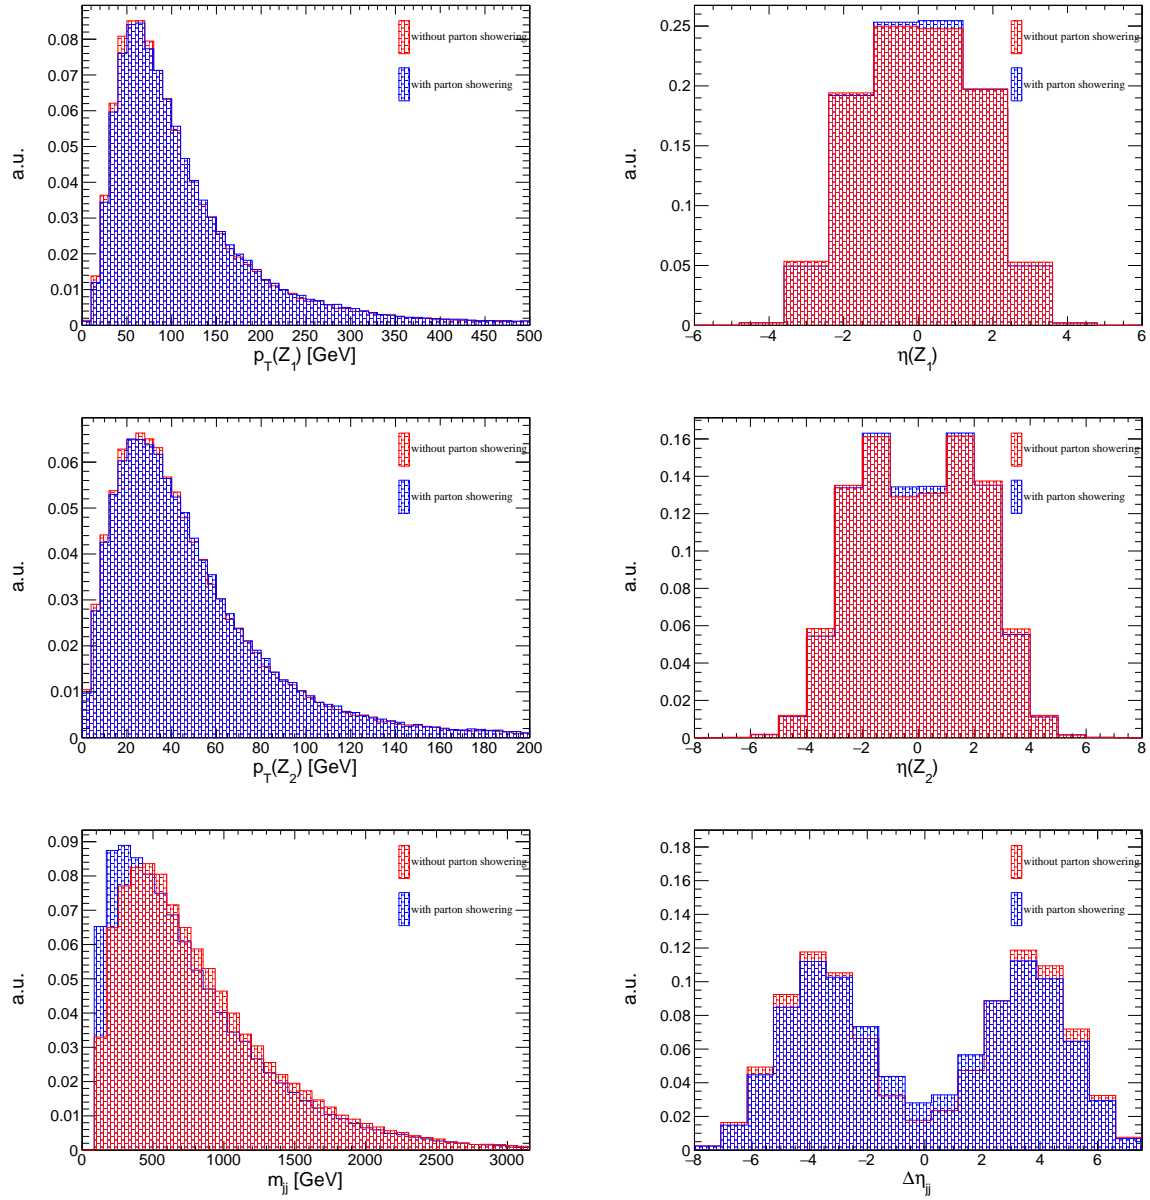 a.u.
0.08
0.06
0.04
0.02
0
without parton showering
with parton showering
0 50 100 150 200 250 300 350 400 450 500
p_T(Z_1) [GeV]
a.u.
0.25
0.2
0.15
0.1
0.05
0
without parton showering
with parton showering
−6 −4 −2 0 2 4 6
η(Z_1)
a.u.
0.06
0.05
0.04
0.03
0.02
0.01
0
without parton showering
with parton showering
0 20 40 60 80 100 120 140 160 180 200
p_T(Z_2) [GeV]
a.u.
0.16
0.14
0.12
0.1
0.08
0.06
0.04
0.02
0
without parton showering
with parton showering
−8 −6 −4 −2 0 2 4 6 8
η(Z_2)
a.u.
0.09
0.08
0.07
0.06
0.05
0.04
0.03
0.02
0.01
0
without parton showering
with parton showering
0 500 1000 1500 2000 2500 3000
m_jj [GeV]
a.u.
0.18
0.16
0.14
0.12
0.1
0.08
0.06
0.04
0.02
0
without parton showering
with parton showering
−8 −6 −4 −2 0 2 4 6
Δη_jj